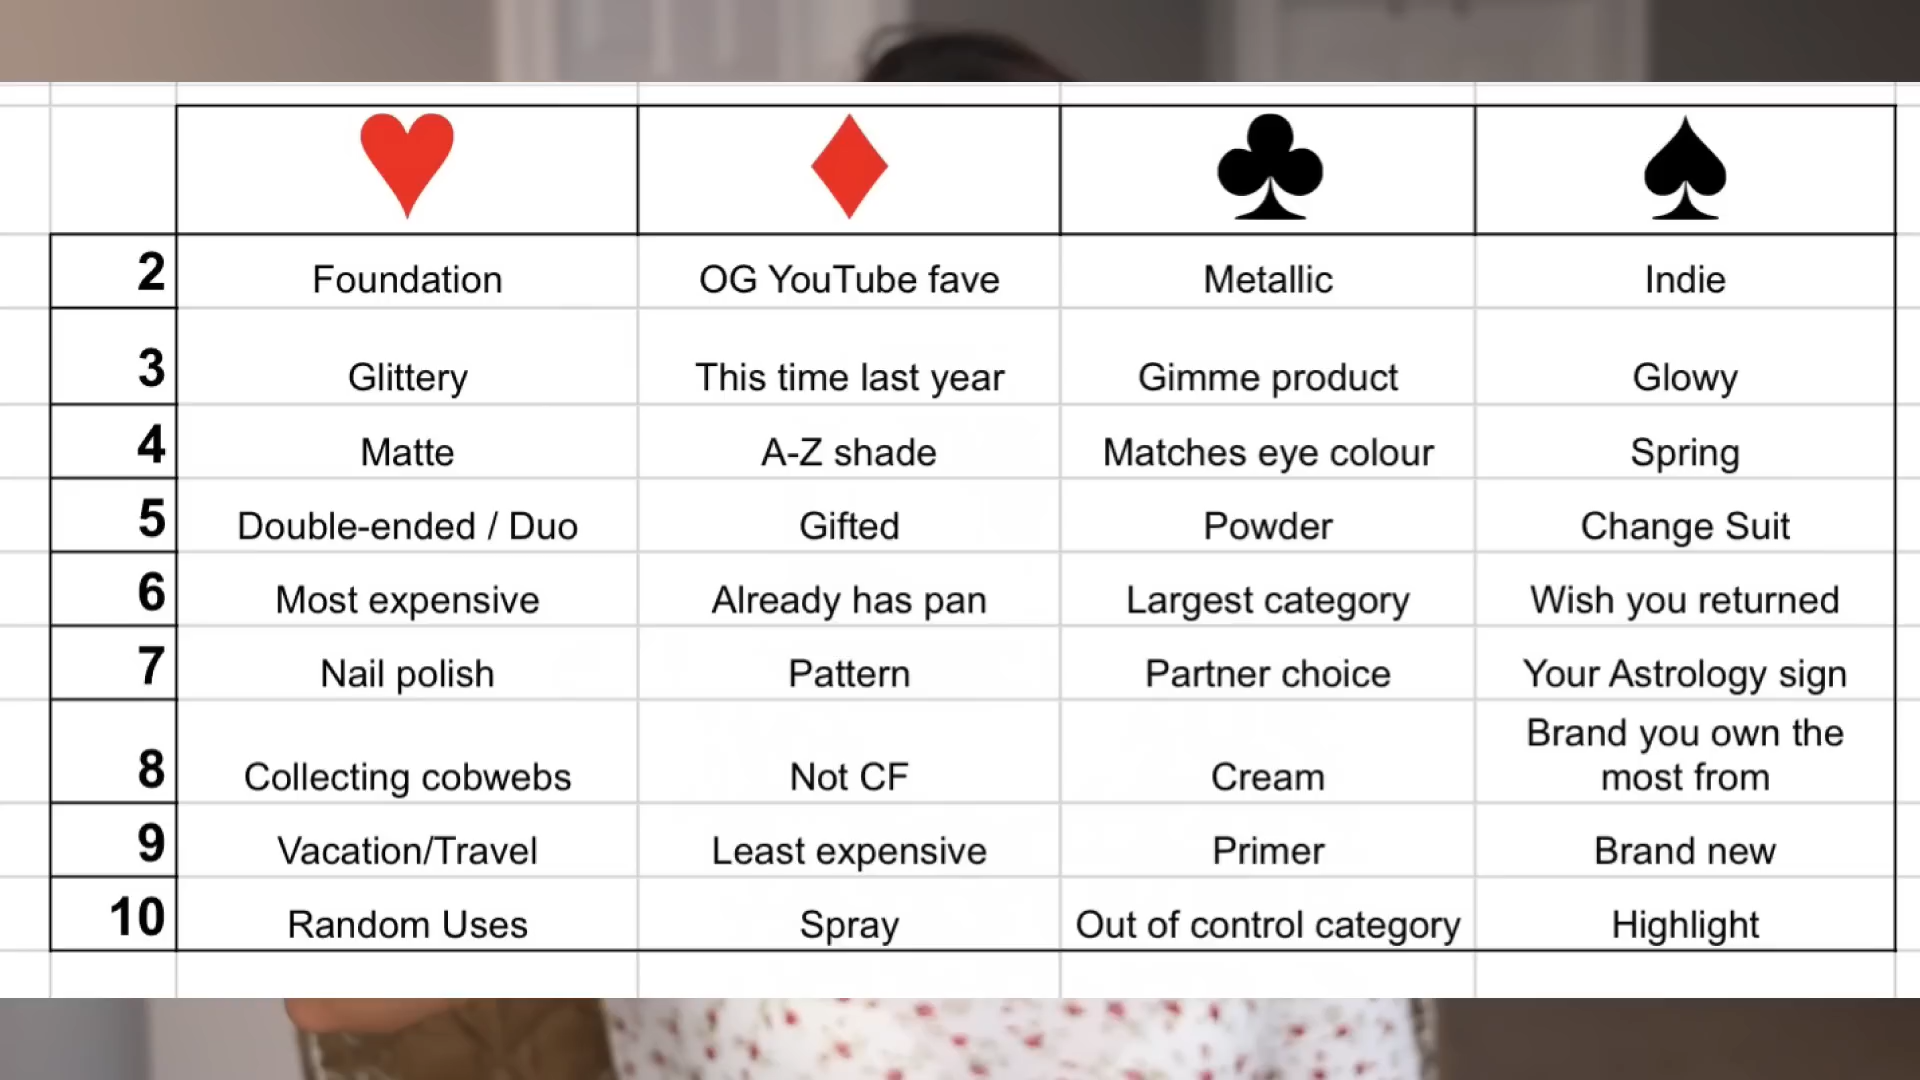 ♥ ♦ ♣ ♠
2 Foundation OG YouTube fave Metallic Indie
3 Glittery This time last year Gimme product Glowy
4 Matte A-Z shade Matches eye colour Spring
5 Double-ended / Duo Gifted Powder Change Suit
6 Most expensive Already has pan Largest category Wish you returned
7 Nail polish Pattern Partner choice Your Astrology sign
8 Collecting cobwebs Not CF Cream Brand you own the
most from
9 Vacation/Travel Least expensive Primer Brand new
10 Random Uses Spray Out of control category Highlight